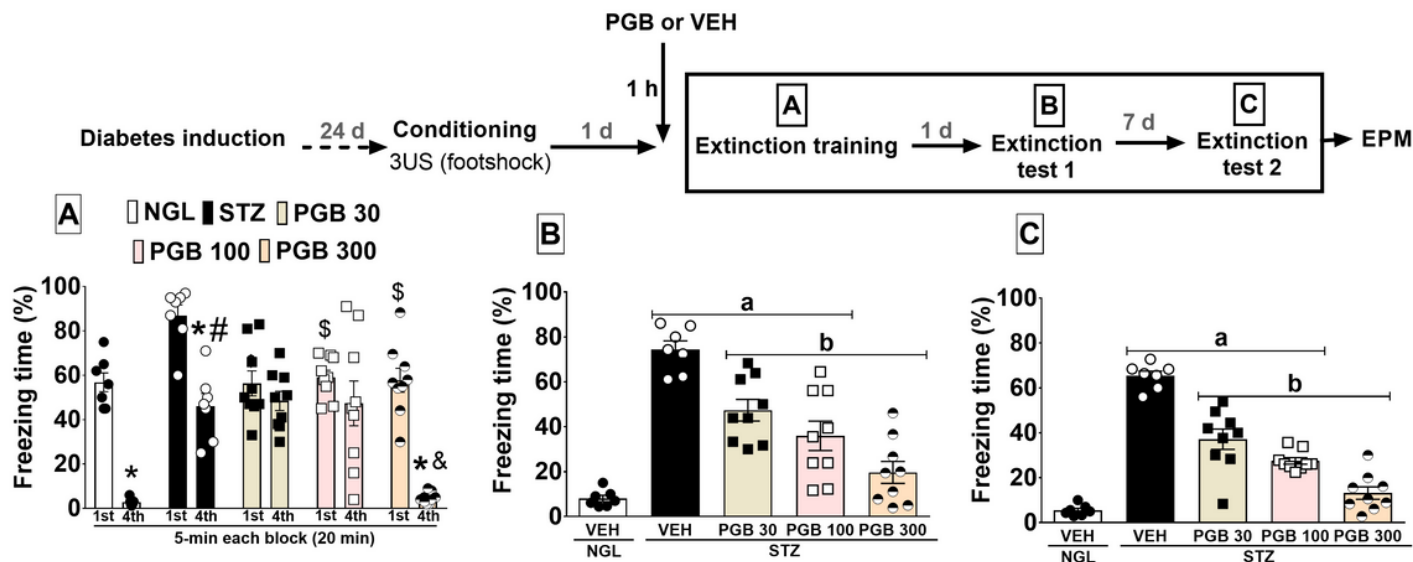 PGB or VEH
1 h
Diabetes induction
24 d
Conditioning
3US (footshock)
1 d
A
Extinction training
1 d
B
Extinction
test 1
7 d
C
Extinction
test 2
EPM
A
NGL STZ PGB 30
PGB 100 PGB 300
Freezing time (%)
100
80
60
40
20
0
*
*#
$
$
*&
1st 4th 1st 4th 1st 4th 1st 4th 1st 4th
5-min each block (20 min)
B
Freezing time (%)
100
80
60
40
20
0
a
b
VEH VEH PGB 30 PGB 100 PGB 300
NGL STZ
C
Freezing time (%)
100
80
60
40
20
0
a
b
VEH VEH PGB 30 PGB 100 PGB 300
NGL STZ